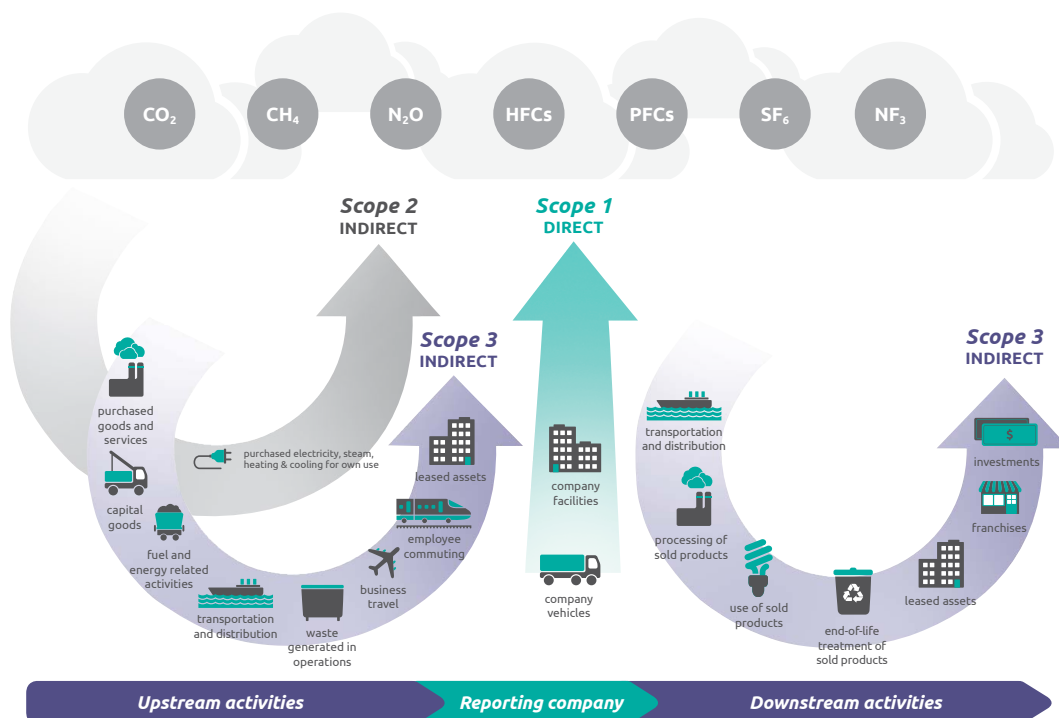 CO₂
CH₄
N₂O
HFCs
PFCs
SF₆
NF₃
Scope 2
INDIRECT
Scope 1
DIRECT
Scope 3
INDIRECT
Scope 3
INDIRECT
purchased
goods and
services
capital
goods
fuel and
energy related
activities
transportation
and distribution
waste
generated in
operations
business
travel
employee
commuting
leased assets
purchased electricity, steam,
heating & cooling for own use
company
facilities
company
vehicles
transportation
and distribution
processing of
sold products
use of sold
products
end-of-life
treatment of
sold products
leased assets
franchises
$
investments
Upstream activities
Reporting company
Downstream activities